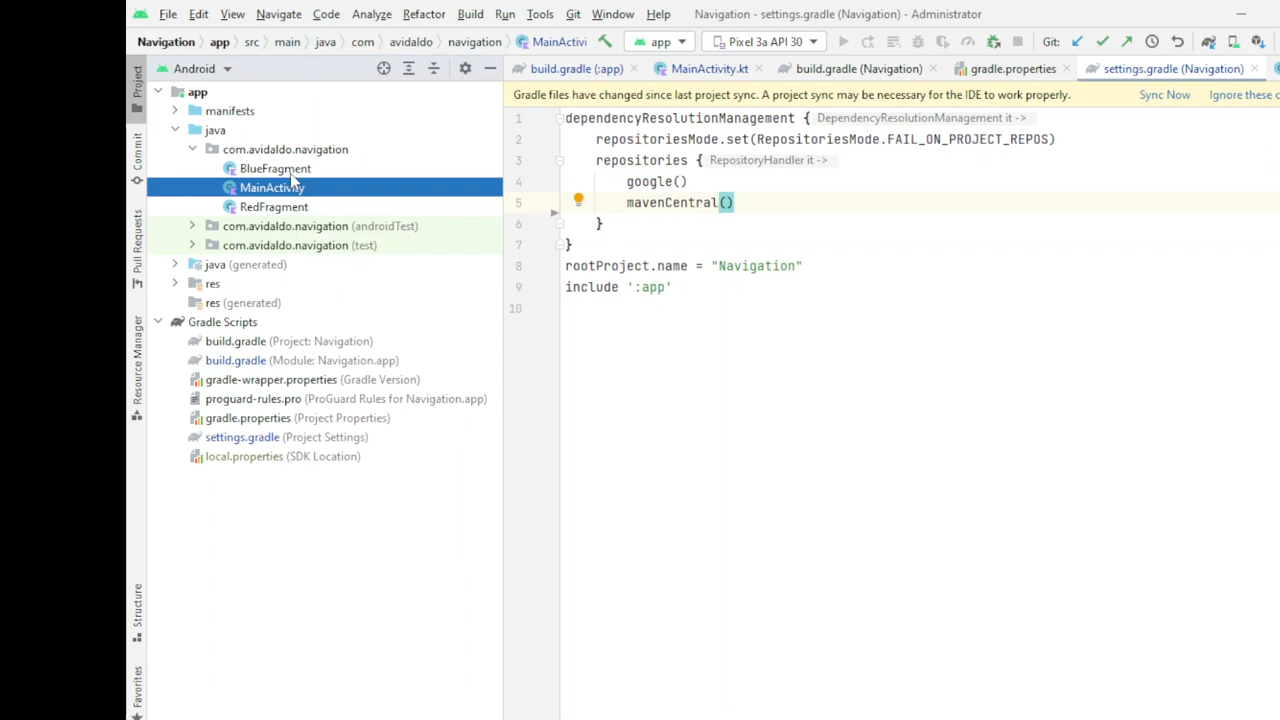 File Edit View Navigate Code Analyze Refactor Build Run Tools Git Window Help Navigation - settings.gradle (Navigation) - Administrator
Navigation app src main java com avidaldo navigation MainActivi app Pixel 3a API 30 Git:
Android
build.gradle (:app) MainActivity.kt build.gradle (Navigation) gradle.properties settings.gradle (Navigation)
Gradle files have changed since last project sync. A project sync may be necessary for the IDE to work properly. Sync Now Ignore these c
Project
Commit
Pull Requests
Resource Manager
Structure
Favorites
app
manifests
java
com.avidaldo.navigation
BlueFragment
MainActivity
RedFragment
com.avidaldo.navigation (androidTest)
com.avidaldo.navigation (test)
java (generated)
res
res (generated)
Gradle Scripts
build.gradle (Project: Navigation)
build.gradle (Module: Navigation.app)
gradle-wrapper.properties (Gradle Version)
proguard-rules.pro (ProGuard Rules for Navigation.app)
gradle.properties (Project Properties)
settings.gradle (Project Settings)
local.properties (SDK Location)
1 dependencyResolutionManagement { DependencyResolutionManagement it ->
2 repositoriesMode.set(RepositoriesMode.FAIL_ON_PROJECT_REPOS)
3 repositories { RepositoryHandler it ->
4 google()
5 mavenCentral()
6 }
7 }
8 rootProject.name = "Navigation"
9 include ':app'
10